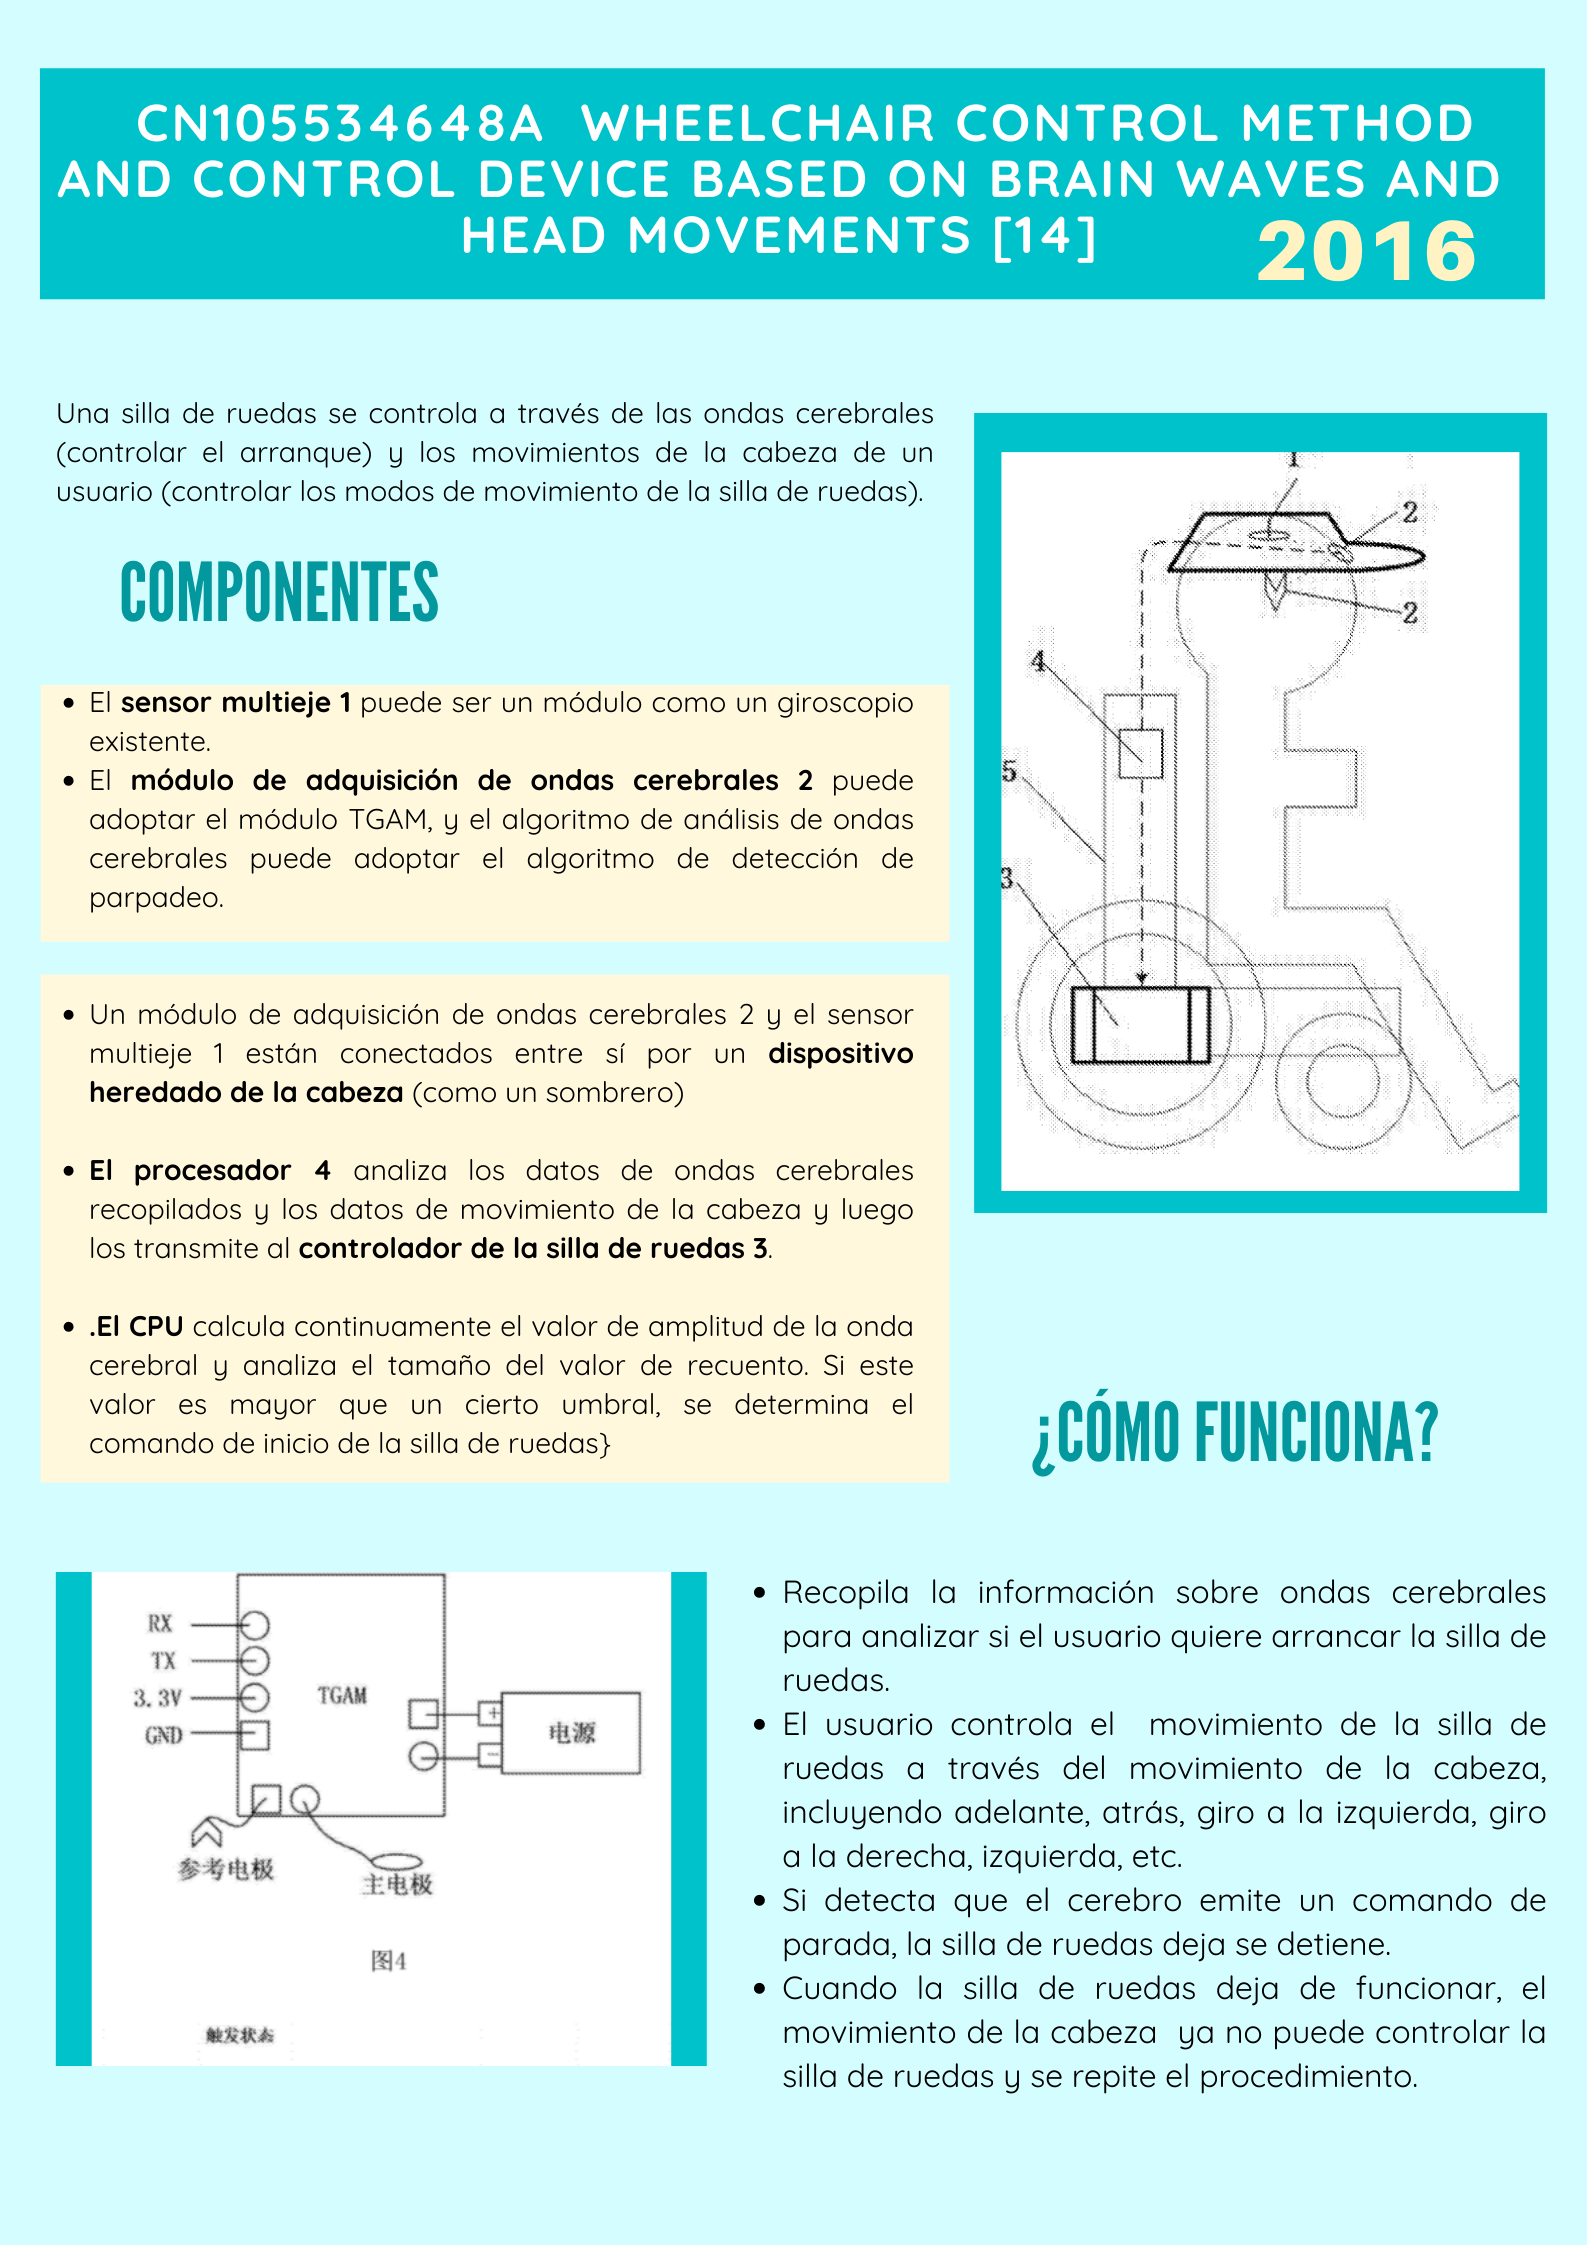 CN105534648A WHEELCHAIR CONTROL METHOD
AND CONTROL DEVICE BASED ON BRAIN WAVES AND
HEAD MOVEMENTS [14]
2016
Una silla de ruedas se controla a través de las ondas cerebrales
(controlar el arranque) y los movimientos de la cabeza de un
usuario (controlar los modos de movimiento de la silla de ruedas).
COMPONENTES
• El sensor multieje 1 puede ser un módulo como un giroscopio
existente.
• El módulo de adquisición de ondas cerebrales 2 puede
adoptar el módulo TGAM, y el algoritmo de análisis de ondas
cerebrales puede adoptar el algoritmo de detección de
parpadeo.
• Un módulo de adquisición de ondas cerebrales 2 y el sensor
multieje 1 están conectados entre sí por un dispositivo
heredado de la cabeza (como un sombrero)
• El procesador 4 analiza los datos de ondas cerebrales
recopilados y los datos de movimiento de la cabeza y luego
los transmite al controlador de la silla de ruedas 3.
• .El CPU calcula continuamente el valor de amplitud de la onda
cerebral y analiza el tamaño del valor de recuento. Si este
valor es mayor que un cierto umbral, se determina el
comando de inicio de la silla de ruedas}
1
2
2
4
5
3
¿CÓMO FUNCIONA?
RX
TX
3.3V
GND
TGAM
+
−
电源
参考电极
主电极
图4
触发状态
• Recopila la información sobre ondas cerebrales
para analizar si el usuario quiere arrancar la silla de
ruedas.
• El usuario controla el movimiento de la silla de
ruedas a través del movimiento de la cabeza,
incluyendo adelante, atrás, giro a la izquierda, giro
a la derecha, izquierda, etc.
• Si detecta que el cerebro emite un comando de
parada, la silla de ruedas deja se detiene.
• Cuando la silla de ruedas deja de funcionar, el
movimiento de la cabeza ya no puede controlar la
silla de ruedas y se repite el procedimiento.